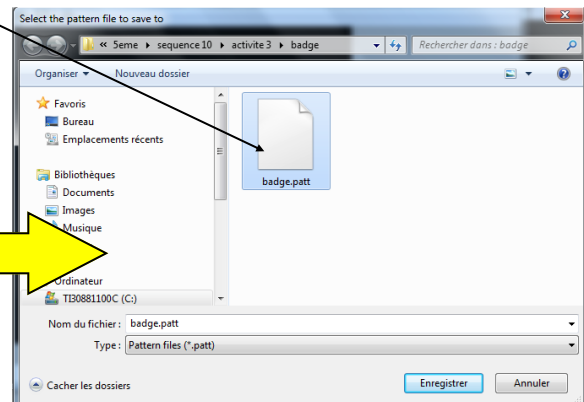 Select the pattern file to save to
« 5eme ▸ sequence 10 ▸ activite 3 ▸ badge
Rechercher dans : badge
Organiser ▾ Nouveau dossier
Favoris
Bureau
Emplacements récents
Bibliothèques
Documents
Images
Musique
Ordinateur
TI30881100C (C:)
badge.patt
Nom du fichier : badge.patt
Type : Pattern files (*.patt)
Cacher les dossiers
Enregistrer Annuler